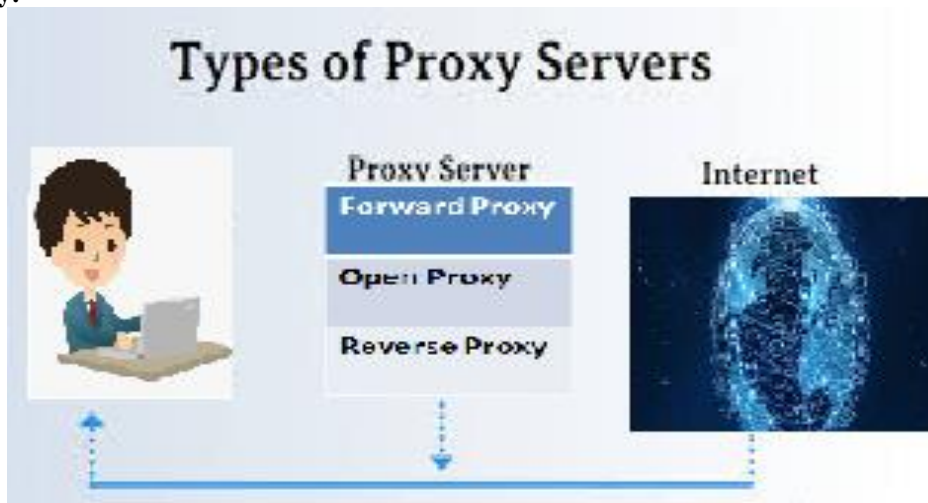 Types of Proxy Servers
Proxy Server
Internet
Forward Proxy
Open Proxy
Reverse Proxy